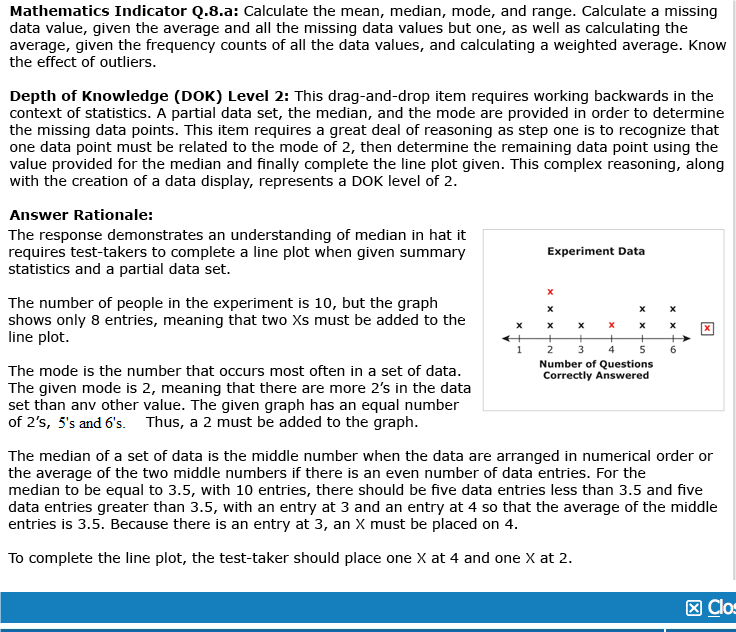 Mathematics Indicator Q.8.a: Calculate the mean, median, mode, and range. Calculate a missing
data value, given the average and all the missing data values but one, as well as calculating the
average, given the frequency counts of all the data values, and calculating a weighted average. Know
the effect of outliers.
Depth of Knowledge (DOK) Level 2: This drag-and-drop item requires working backwards in the
context of statistics. A partial data set, the median, and the mode are provided in order to determine
the missing data points. This item requires a great deal of reasoning as step one is to recognize that
one data point must be related to the mode of 2, then determine the remaining data point using the
value provided for the median and finally complete the line plot given. This complex reasoning, along
with the creation of a data display, represents a DOK level of 2.
Answer Rationale:
The response demonstrates an understanding of median in hat it
requires test-takers to complete a line plot when given summary
statistics and a partial data set.
The number of people in the experiment is 10, but the graph
shows only 8 entries, meaning that two Xs must be added to the
line plot.
The mode is the number that occurs most often in a set of data.
The given mode is 2, meaning that there are more 2's in the data
set than any other value. The given graph has an equal number
of 2's, 5's and 6's. Thus, a 2 must be added to the graph.
Experiment Data
x
x x x
x x x x x x x
1 2 3 4 5 6
Number of Questions
Correctly Answered
The median of a set of data is the middle number when the data are arranged in numerical order or
the average of the two middle numbers if there is an even number of data entries. For the
median to be equal to 3.5, with 10 entries, there should be five data entries less than 3.5 and five
data entries greater than 3.5, with an entry at 3 and an entry at 4 so that the average of the middle
entries is 3.5. Because there is an entry at 3, an X must be placed on 4.
To complete the line plot, the test-taker should place one X at 4 and one X at 2.